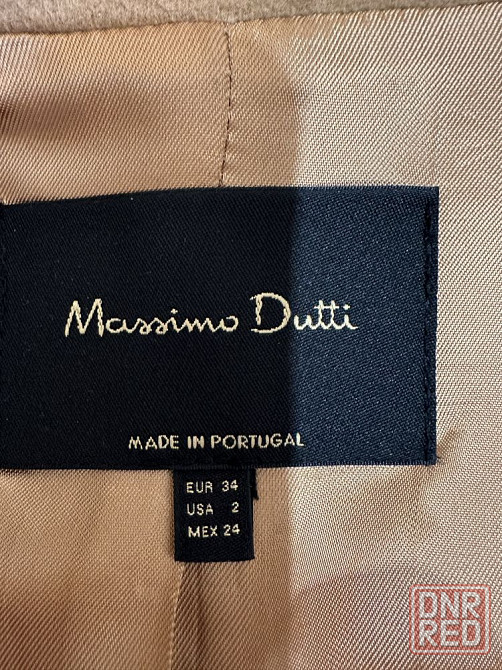 Massimo Dutti
MADE IN PORTUGAL
EUR 34
USA 2
MEX 24
DNR
RED